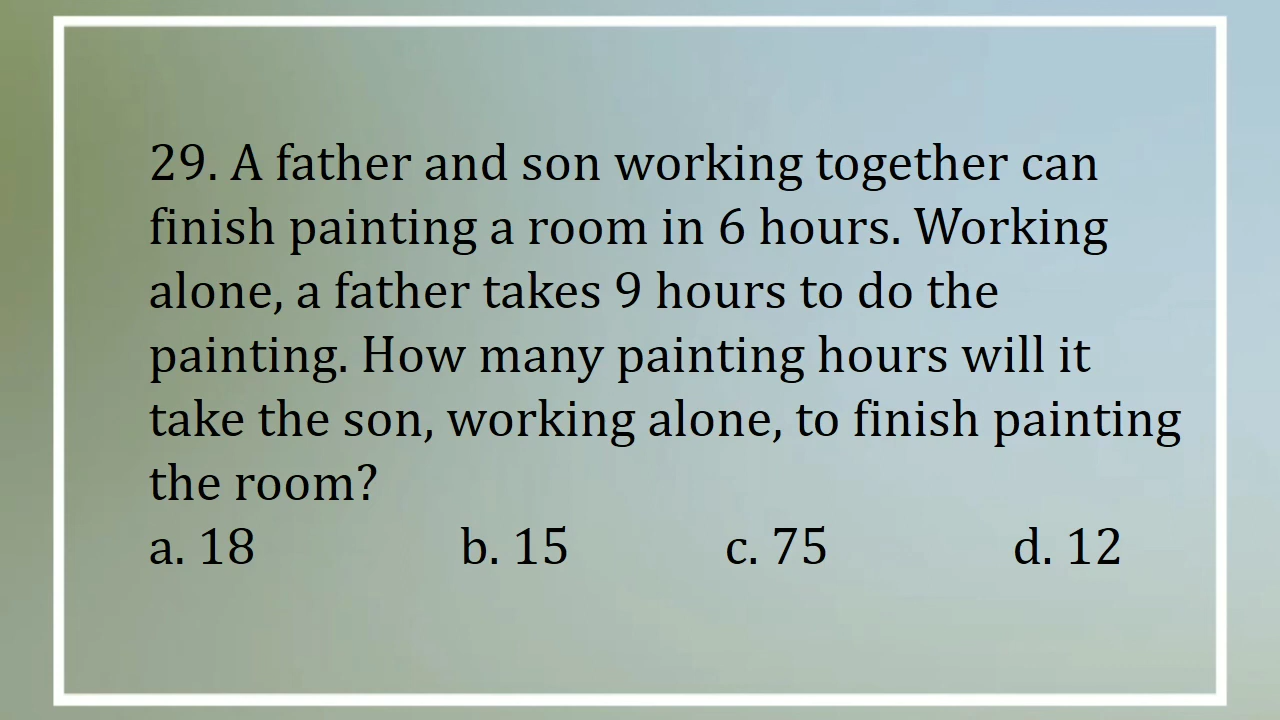 29. A father and son working together can
finish painting a room in 6 hours. Working
alone, a father takes 9 hours to do the
painting. How many painting hours will it
take the son, working alone, to finish painting
the room?
a. 18 b. 15 c. 75 d. 12